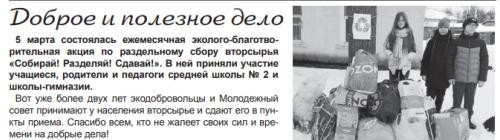 Доброе и полезное дело
5 марта состоялась ежемесячная эколого-благотво-
рительная акция по раздельному сбору вторсырья
«Собирай! Разделяй! Сдавай!». В ней приняли участие
учащиеся, родители и педагоги средней школы № 2 и
школы-гимназии.
Вот уже более двух лет экодобровольцы и Молодежный
совет принимают у населения вторсырье и сдают его в пун-
кты приема. Спасибо всем, кто не жалеет своих сил и вре-
мени на добрые дела!
OZON